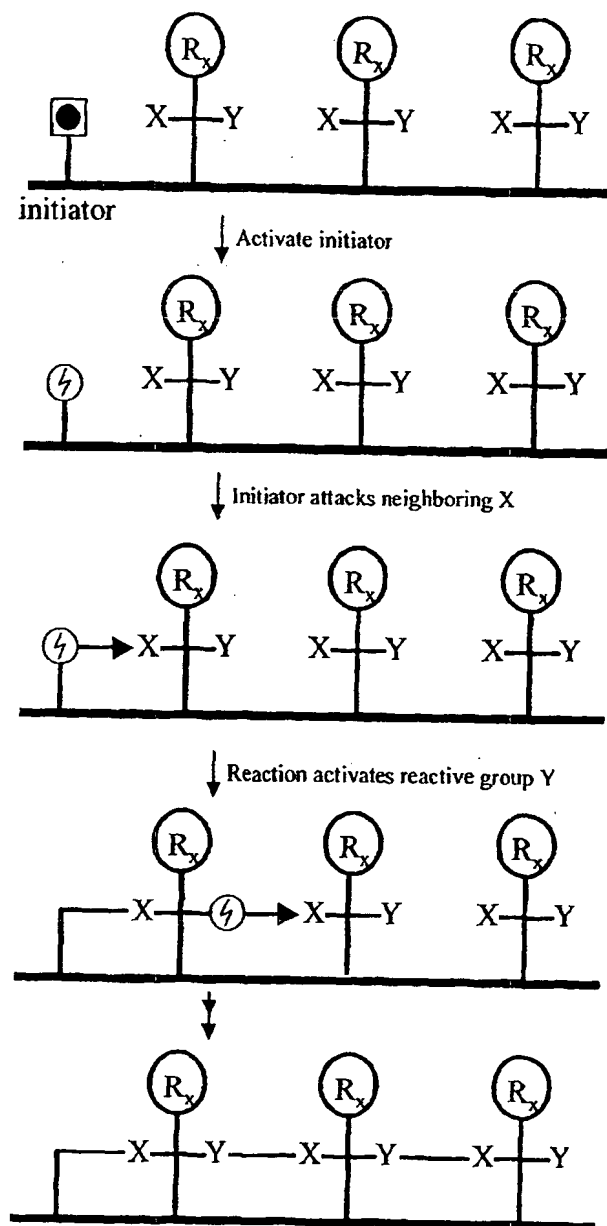 Rx Rx Rx
X Y X Y X Y
initiator
Activate initiator
Rx Rx Rx
X Y X Y X Y
Initiator attacks neighboring X
Rx Rx Rx
X Y X Y X Y
Reaction activates reactive group Y
Rx Rx Rx
X X Y X Y
Rx Rx Rx
X Y X Y X Y